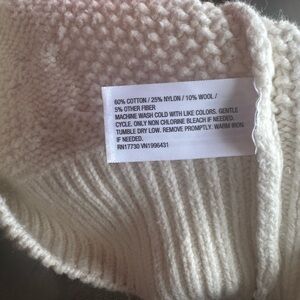 60% COTTON / 25% NYLON / 10% WOOL /
5% OTHER FIBER
MACHINE WASH COLD WITH LIKE COLORS. GENTLE
CYCLE. ONLY NON CHLORINE BLEACH IF NEEDED.
TUMBLE DRY LOW. REMOVE PROMPTLY. WARM IRON
IF NEEDED.
RN17730 VN1996431